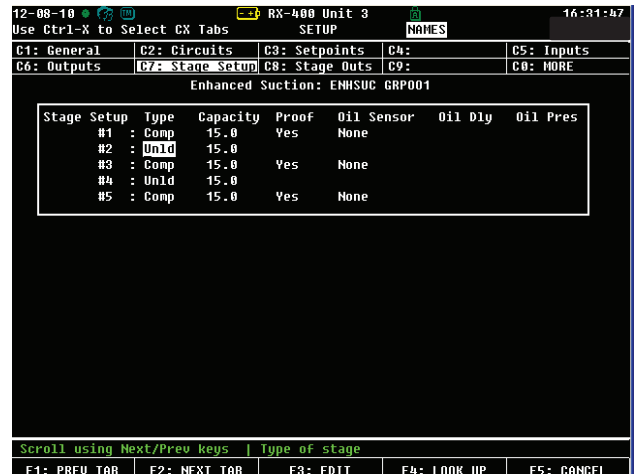 12-08-10 RX-400 Unit 3 16:31:47
Use Ctrl-X to Select CX Tabs SETUP NAMES
C1: General C2: Circuits C3: Setpoints C4: C5: Inputs
C6: Outputs C7: Stage Setup C8: Stage Outs C9: C0: MORE
Enhanced Suction: ENHSUC GRP001
Stage Setup Type Capacity Proof Oil Sensor Oil Dly Oil Pres
#1 : Comp 15.0 Yes None
#2 : Unld 15.0
#3 : Comp 15.0 Yes None
#4 : Unld 15.0
#5 : Comp 15.0 Yes None
Scroll using Next/Prev keys | Type of stage
F1: PREV TAB F2: NEXT TAB F3: EDIT F4: LOOK UP F5: CANCEL